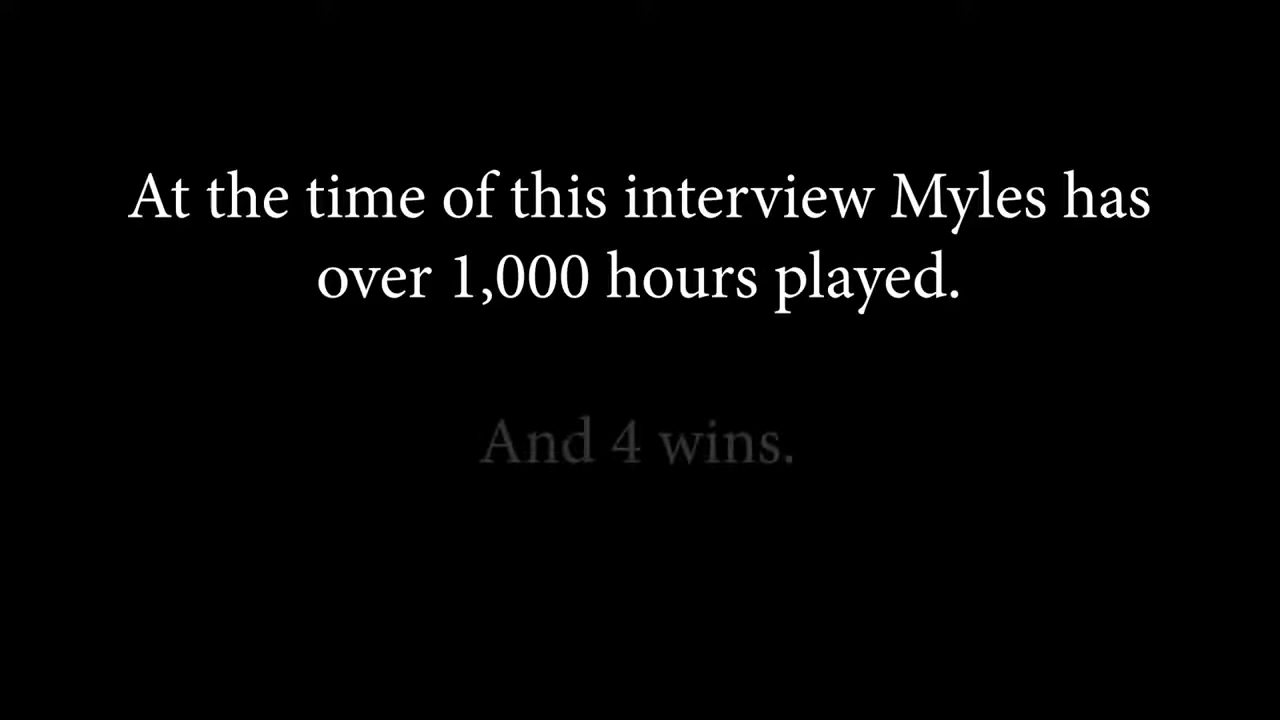 At the time of this interview Myles has
over 1,000 hours played.
And 4 wins.